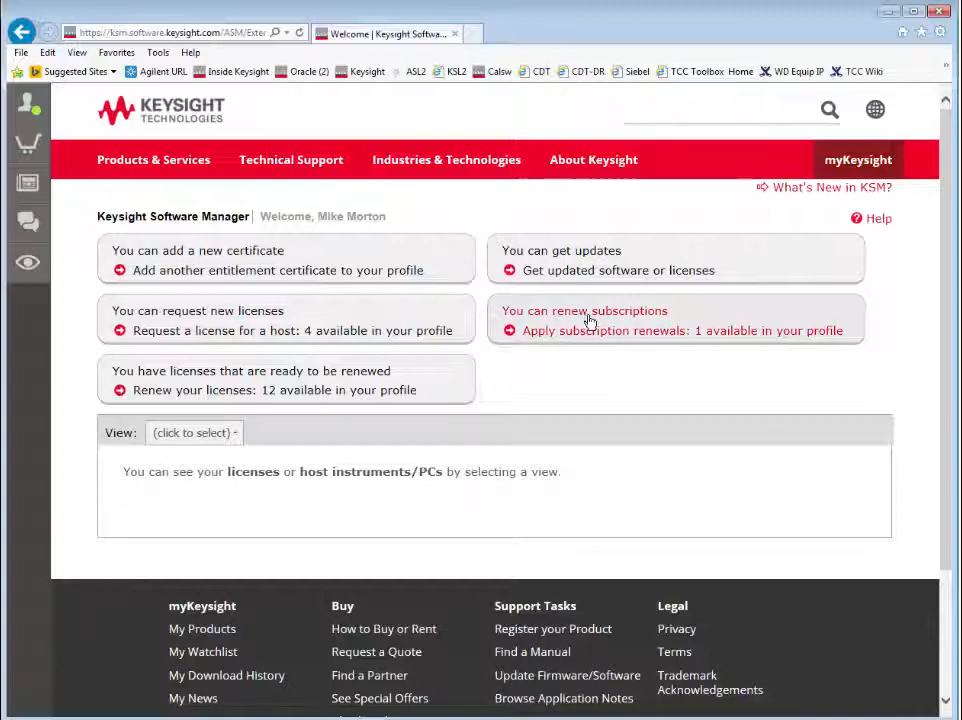 https://ksm.software.keysight.com/ASM/Exter
Welcome | Keysight Softwa...
File Edit View Favorites Tools Help
Suggested Sites Agilent URL Inside Keysight Oracle (2) Keysight ASL2 KSL2 Calsw CDT CDT-DR Siebel TCC Toolbox Home WD Equip IP TCC Wiki
KEYSIGHT
TECHNOLOGIES
Products & Services Technical Support Industries & Technologies About Keysight myKeysight
What's New in KSM?
Keysight Software Manager Welcome, Mike Morton
Help
You can add a new certificate
Add another entitlement certificate to your profile
You can get updates
Get updated software or licenses
You can request new licenses
Request a license for a host: 4 available in your profile
You can renew subscriptions
Apply subscription renewals: 1 available in your profile
You have licenses that are ready to be renewed
Renew your licenses: 12 available in your profile
View: (click to select)
You can see your licenses or host instruments/PCs by selecting a view.
myKeysight
My Products
My Watchlist
My Download History
My News
Buy
How to Buy or Rent
Request a Quote
Find a Partner
See Special Offers
Support Tasks
Register your Product
Find a Manual
Update Firmware/Software
Browse Application Notes
Legal
Privacy
Terms
Trademark
Acknowledgements